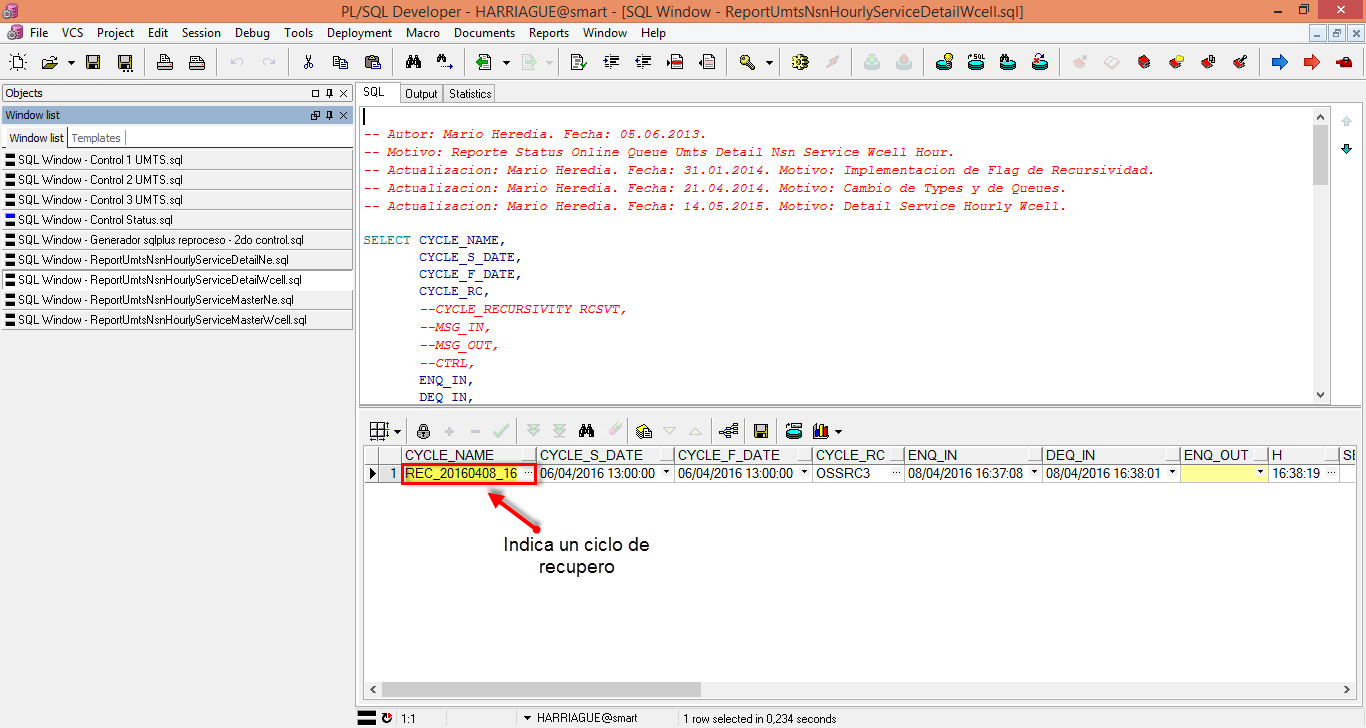 PL/SQL Developer - HARRIAGUE@smart - [SQL Window - ReportUmtsNsnHourlyServiceDetailWcell.sql]
File VCS Project Edit Session Debug Tools Deployment Macro Documents Reports Window Help
Objects
Window list
Window list Templates
SQL Window - Control 1 UMTS.sql
SQL Window - Control 2 UMTS.sql
SQL Window - Control 3 UMTS.sql
SQL Window - Control Status.sql
SQL Window - Generador sqlplus reproceso - 2do control.sql
SQL Window - ReportUmtsNsnHourlyServiceDetailNe.sql
SQL Window - ReportUmtsNsnHourlyServiceDetailWcell.sql
SQL Window - ReportUmtsNsnHourlyServiceMasterNe.sql
SQL Window - ReportUmtsNsnHourlyServiceMasterWcell.sql
SQL Output Statistics
-- Autor: Mario Heredia. Fecha: 05.06.2013.
-- Motivo: Reporte Status Online Queue Umts Detail Nsn Service Wcell Hour.
-- Actualizacion: Mario Heredia. Fecha: 31.01.2014. Motivo: Implementacion de Flag de Recursividad.
-- Actualizacion: Mario Heredia. Fecha: 21.04.2014. Motivo: Cambio de Types y de Queues.
-- Actualizacion: Mario Heredia. Fecha: 14.05.2015. Motivo: Detail Service Hourly Wcell.
SELECT CYCLE_NAME,
CYCLE_S_DATE,
CYCLE_F_DATE,
CYCLE_RC,
--CYCLE_RECURSIVITY RCSVT,
--MSG_IN,
--MSG_OUT,
--CTRL,
ENQ_IN,
DEQ_IN,
CYCLE_NAME CYCLE_S_DATE CYCLE_F_DATE CYCLE_RC ENQ_IN DEQ_IN ENQ_OUT H SE
1 REC_20160408_16 06/04/2016 13:00:00 06/04/2016 13:00:00 OSSRC3 08/04/2016 16:37:08 08/04/2016 16:38:01 16:38:19
Indica un ciclo de
recupero
1:1 HARRIAGUE@smart 1 row selected in 0,234 seconds